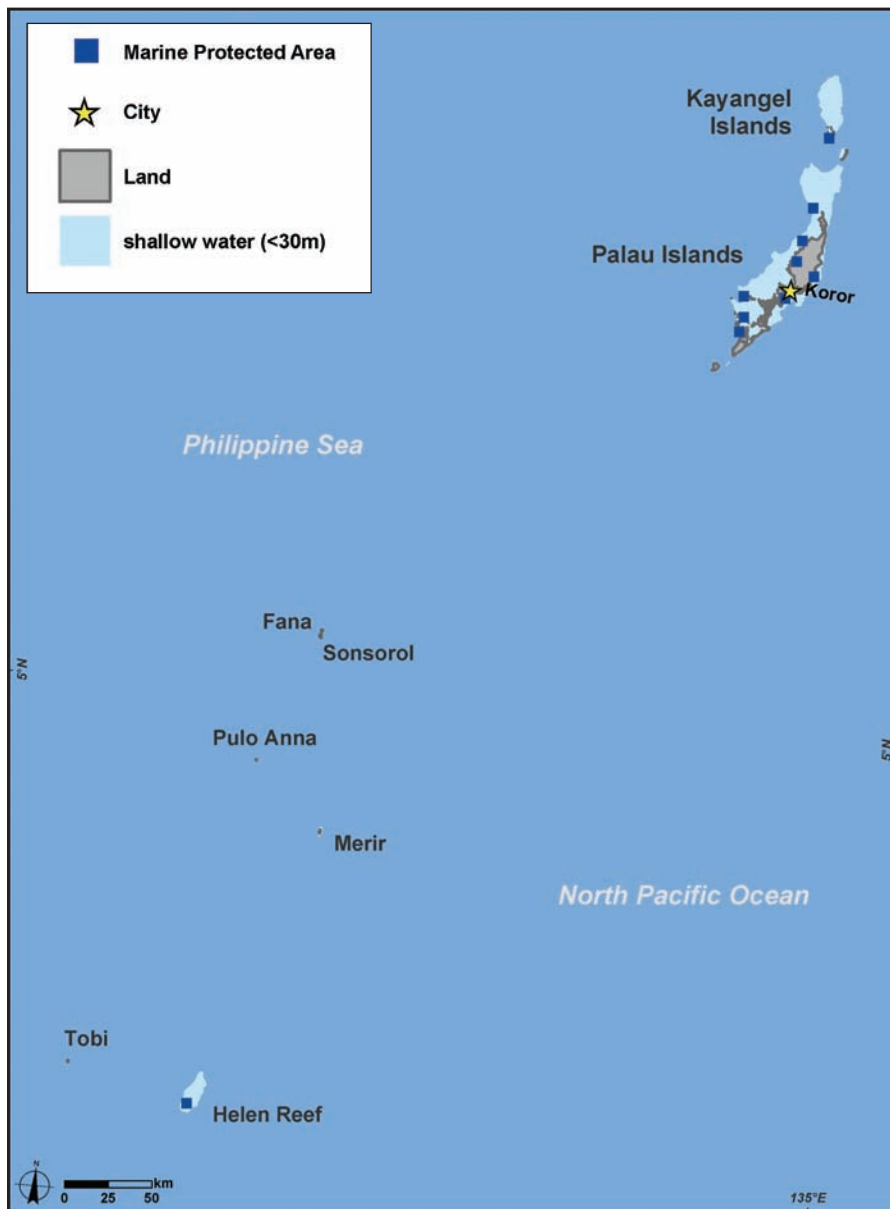 Marine Protected Area
City
Land
shallow water (<30m)
Kayangel
Islands
Palau Islands
Koror
Philippine Sea
Fana
Sonsorol
5°N
5°N
Pulo Anna
Merir
North Pacific Ocean
Tobi
Helen Reef
N
km
0 25 50
135°E